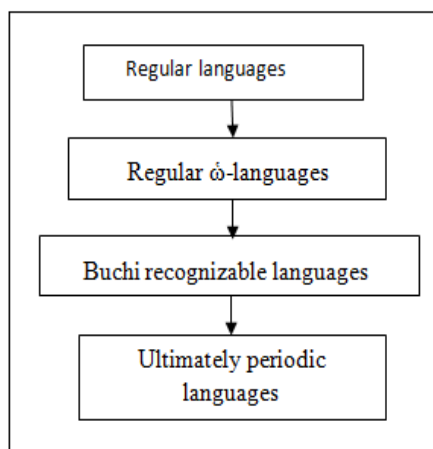 Regular languages
Regular ώ-languages
Buchi recognizable languages
Ultimately periodic
languages